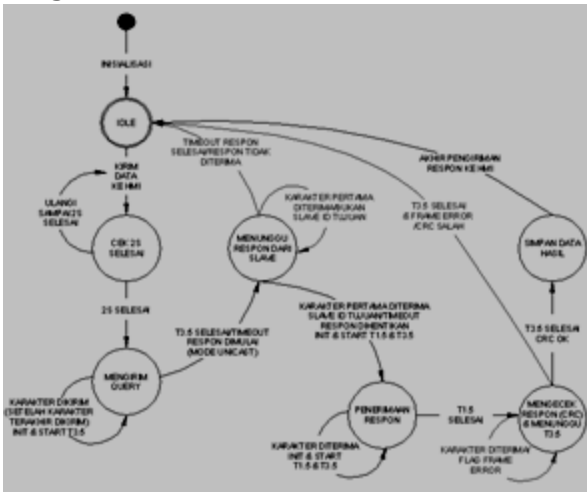 INISIALISASI
IDLE
KIRIM
DATA
KE HMI
ULANGI
SAMPAI 2S
SELESAI
CEK 2S
SELESAI
2S SELESAI
MENGIRIM
QUERY
KARAKTER DIKIRIM
(SETELAH KARAKTER
TERAKHIR DIKIRIM)
INIT & START T3.5
T3.5 SELESAI/TIMEOUT
RESPON DIMULAI
(MODE UNICAST)
TIMEOUT RESPON
SELESAI/RESPON TIDAK
DITERIMA
KARAKTER PERTAMA
DITERIMA/BUKAN
SLAVE ID TUJUAN
MENUNGGU
RESPON DARI
SLAVE
KARAKTER PERTAMA DITERIMA
SLAVE ID TUJUAN/TIMEOUT
RESPON DIHENTIKAN
INIT & START T1.5 & T3.5
PENERIMAAN
RESPON
KARAKTER DITERIMA
INIT & START
T1.5 & T3.5
T1.5
SELESAI
MENGECEK
RESPON (CRC)
& MENUNGGU
T3.5
KARAKTER DITERIMA/
FLAG FRAME
ERROR
T3.5 SELESAI
CRC OK
SIMPAN DATA
HASIL
T3.5 SELESAI
& FRAME ERROR
/CRC SALAH
AKHIR PENGIRIMAN
RESPON KE HMI